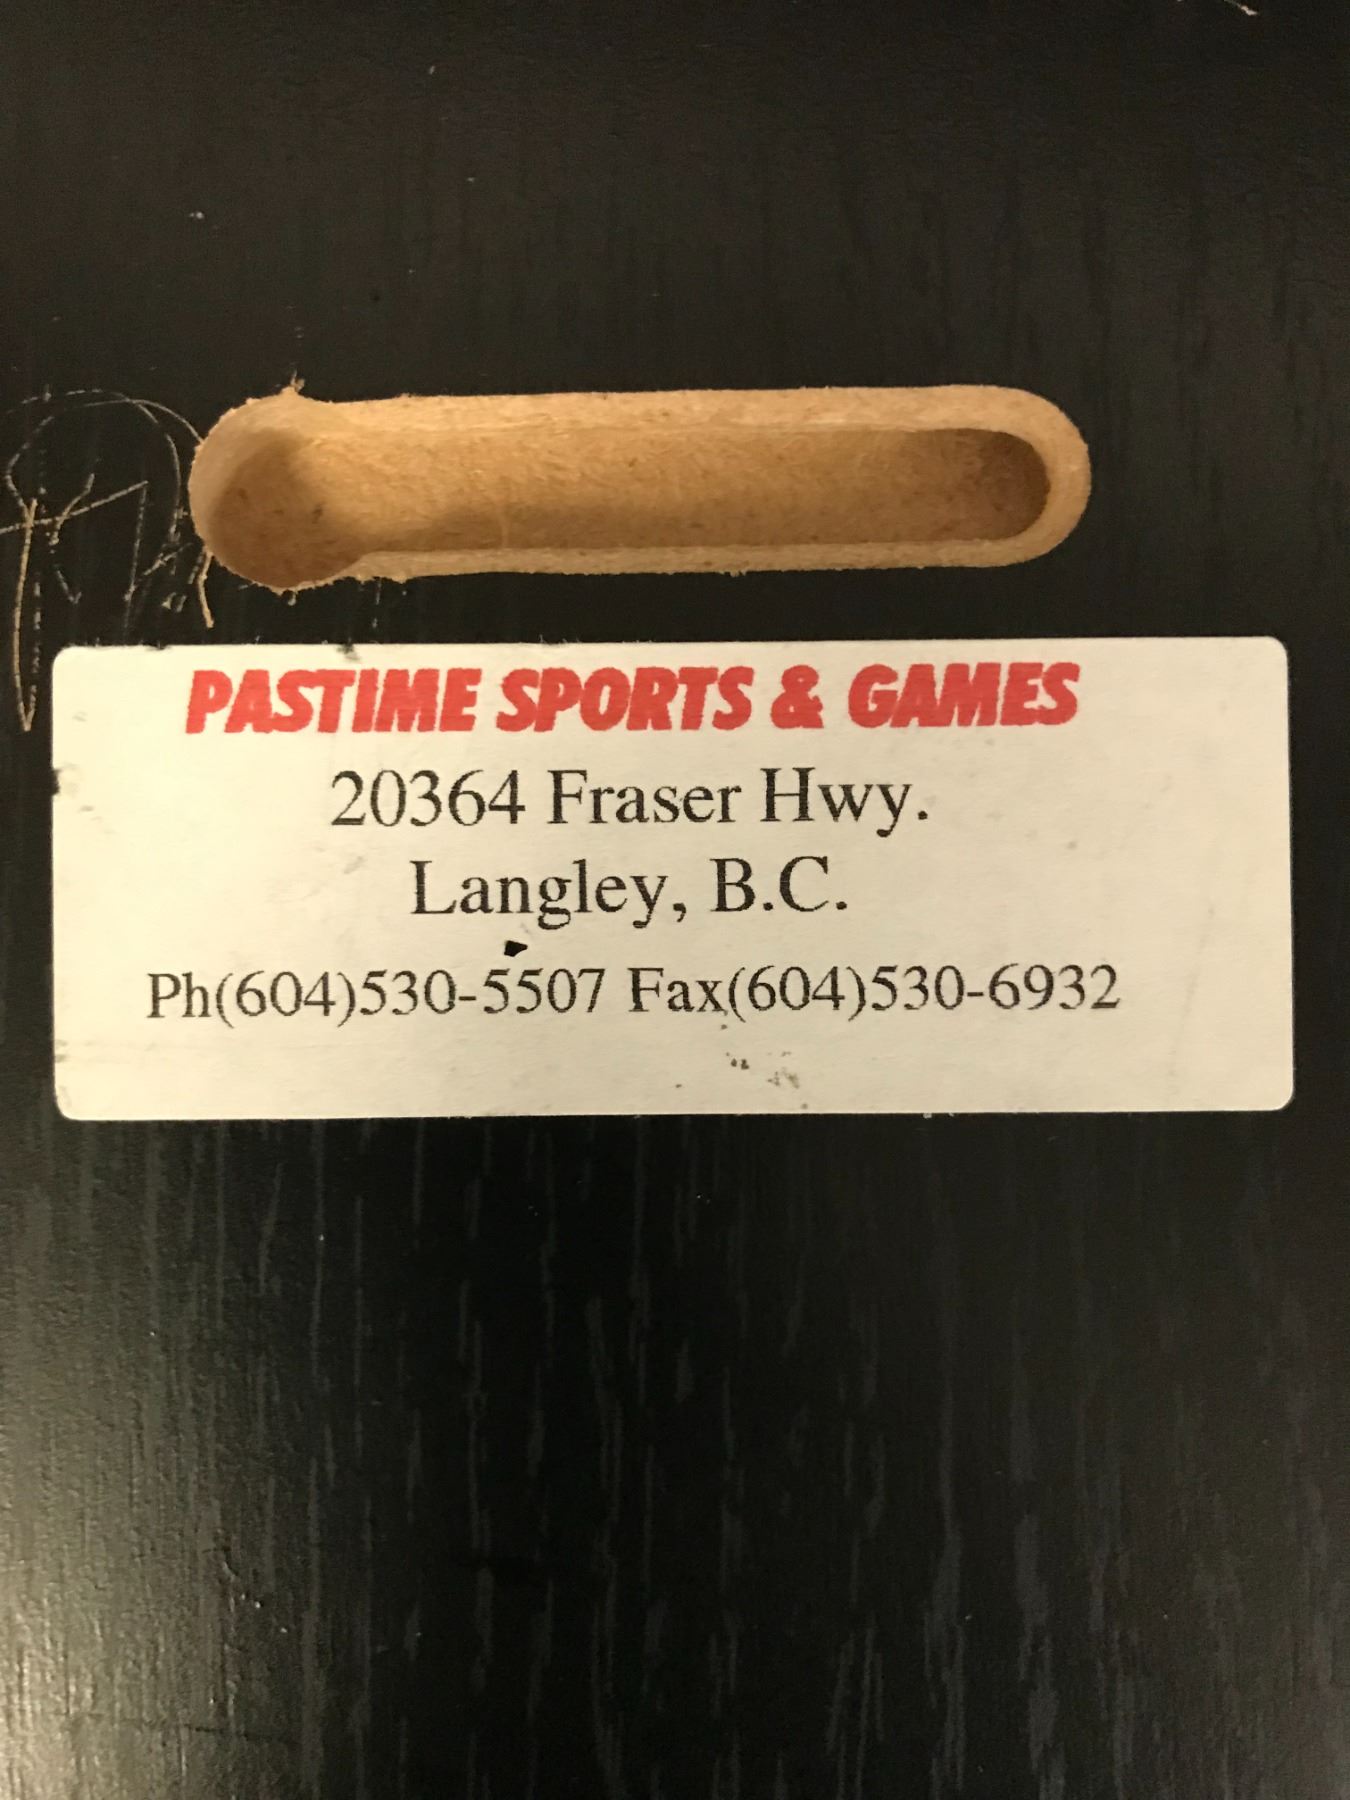 PASTIME SPORTS & GAMES
20364 Fraser Hwy.
Langley, B.C.
Ph(604)530-5507 Fax(604)530-6932